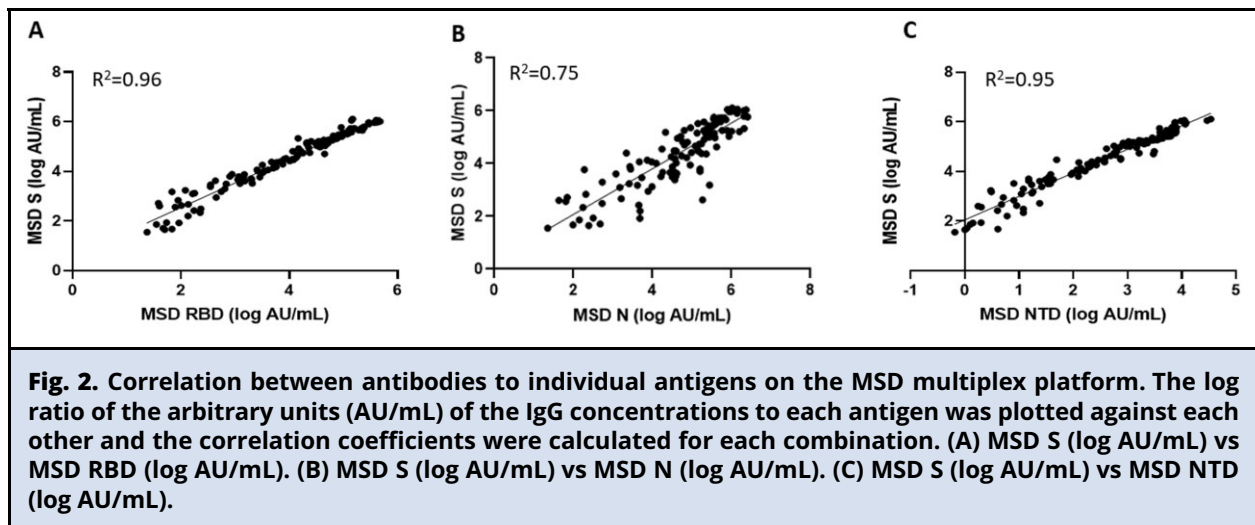 A
R²=0.96
MSD S (log AU/mL)
8
6
4
2
0
0 2 4 6
MSD RBD (log AU/mL)
B
R²=0.75
MSD S (log AU/mL)
8
6
4
2
0
0 2 4 6 8
MSD N (log AU/mL)
C
R²=0.95
MSD S (log AU/mL)
8
6
4
2
-1 0 1 2 3 4 5
MSD NTD (log AU/mL)
Fig. 2. Correlation between antibodies to individual antigens on the MSD multiplex platform. The log
ratio of the arbitrary units (AU/mL) of the IgG concentrations to each antigen was plotted against each
other and the correlation coefficients were calculated for each combination. (A) MSD S (log AU/mL) vs
MSD RBD (log AU/mL). (B) MSD S (log AU/mL) vs MSD N (log AU/mL). (C) MSD S (log AU/mL) vs MSD NTD
(log AU/mL).